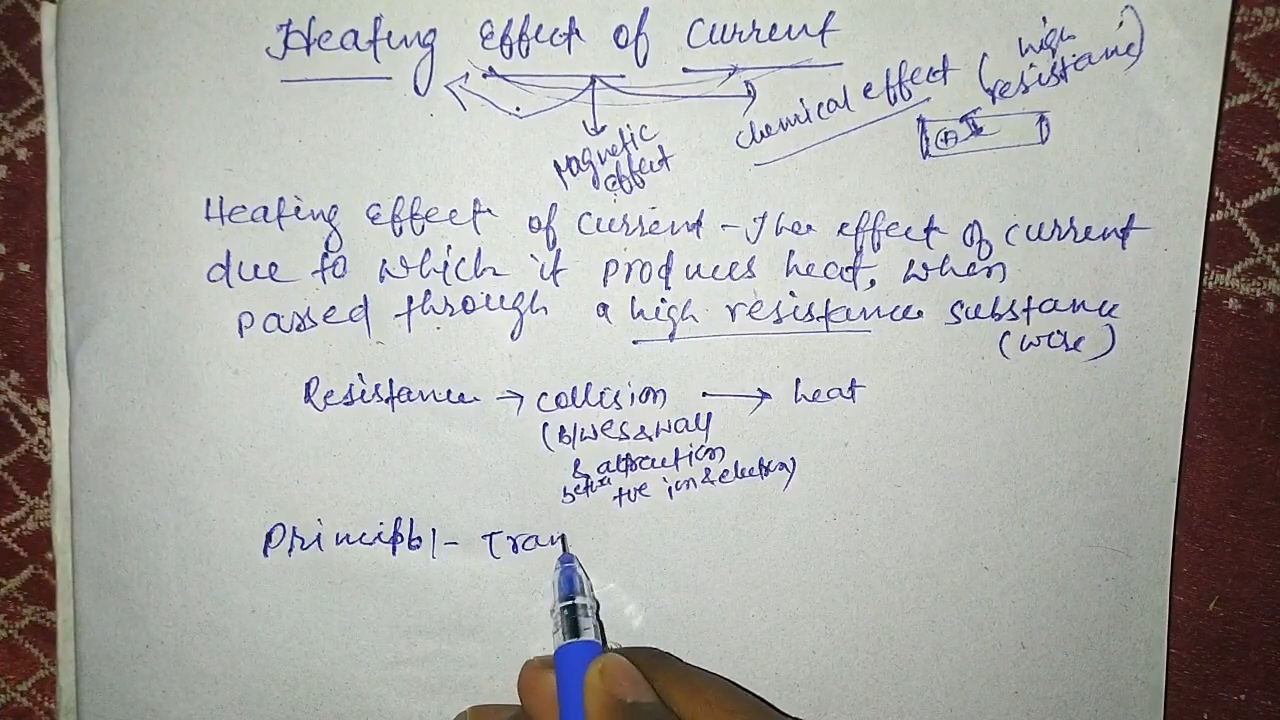 Heating effect of current
Magnetic
effect
chemical effect (high
resistance)
Heating effect of current - The effect of current
due to which it produces heat, when
passed through a high resistance substance
(wire)
Resistance → collision → heat
(b/w es & wall
& attraction
between +ve ion & electron)
Principl - Tran